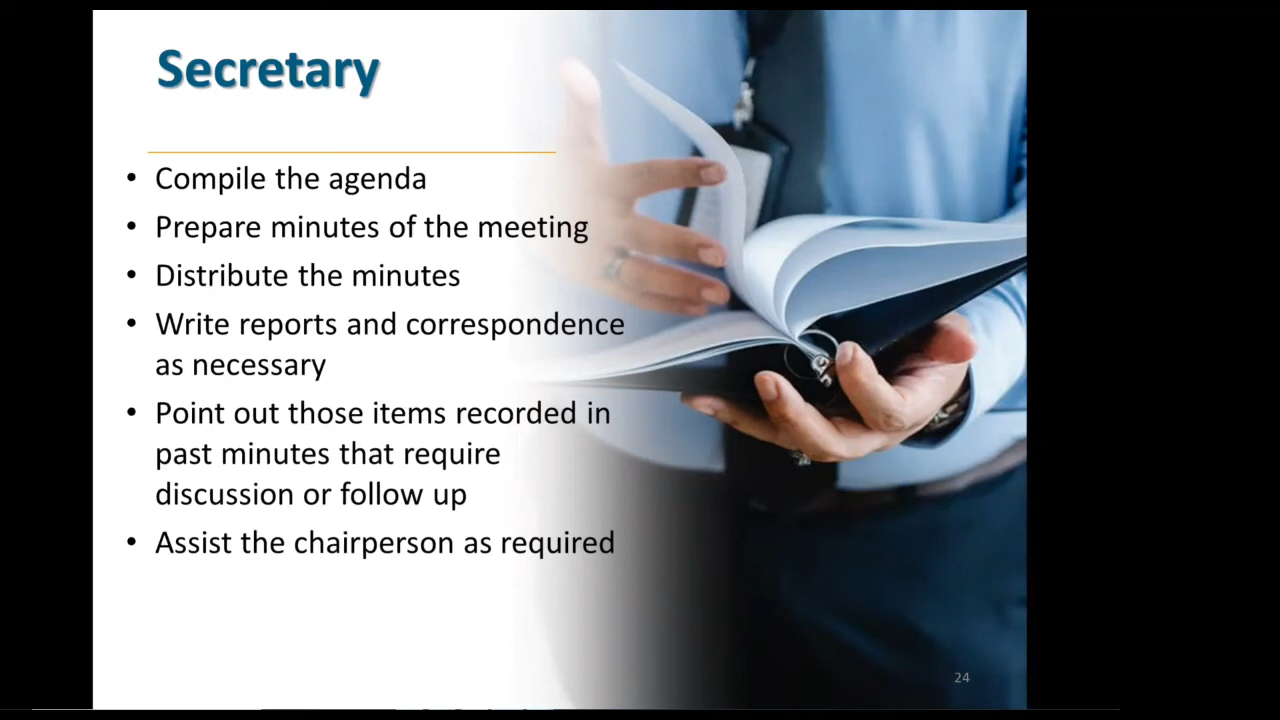 Secretary
• Compile the agenda
• Prepare minutes of the meeting
• Distribute the minutes
• Write reports and correspondence
as necessary
• Point out those items recorded in
past minutes that require
discussion or follow up
• Assist the chairperson as required
24